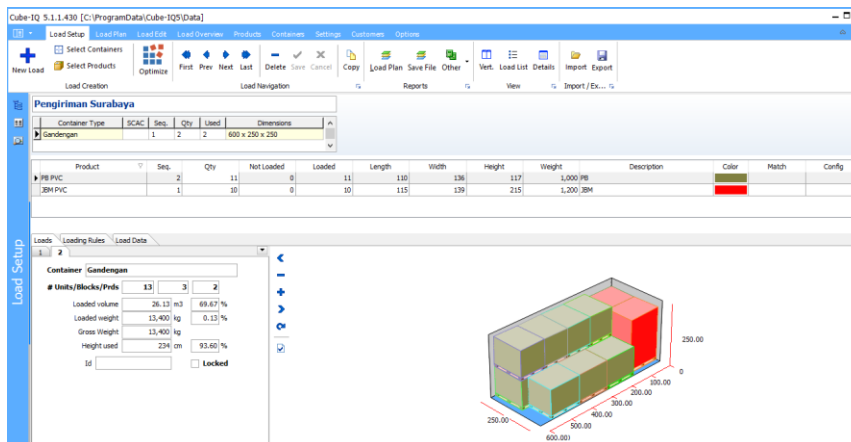 Cube-IQ 5.1.1.430 [C:\ProgramData\Cube-IQ5\Data]
Load Setup Load Plan Load Edit Load Overview Products Containers Settings Customers Options
Select Containers
Select Products
New Load Optimize First Prev Next Last Delete Save Cancel Copy Load Plan Save File Other Vert. Load List Details Import Export
Load Creation Load Navigation Reports View Import / Ex...
Pengiriman Surabaya
Container Type SCAC Seq. Qty Used Dimensions
Gandengan 1 2 2 600 x 250 x 250
Product Seq. Qty Not Loaded Loaded Length Width Height Weight Description Color Match Config
PB PVC 2 11 0 11 110 136 117 1,000 PB
JBM PVC 1 10 0 10 115 139 215 1,200 JBM
Load Setup
Loads Loading Rules Load Data
1 2
Container Gandengan
# Units/Blocks/Prds 13 3 2
Loaded volume 26.13 m3 69.67 %
Loaded weight 13,400 kg 0.13 %
Gross Weight 13,400 kg
Height used 234 cm 93.60 %
Id Locked
250.00
0
100.00
200.00
300.00
400.00
500.00
600.00)
250.00